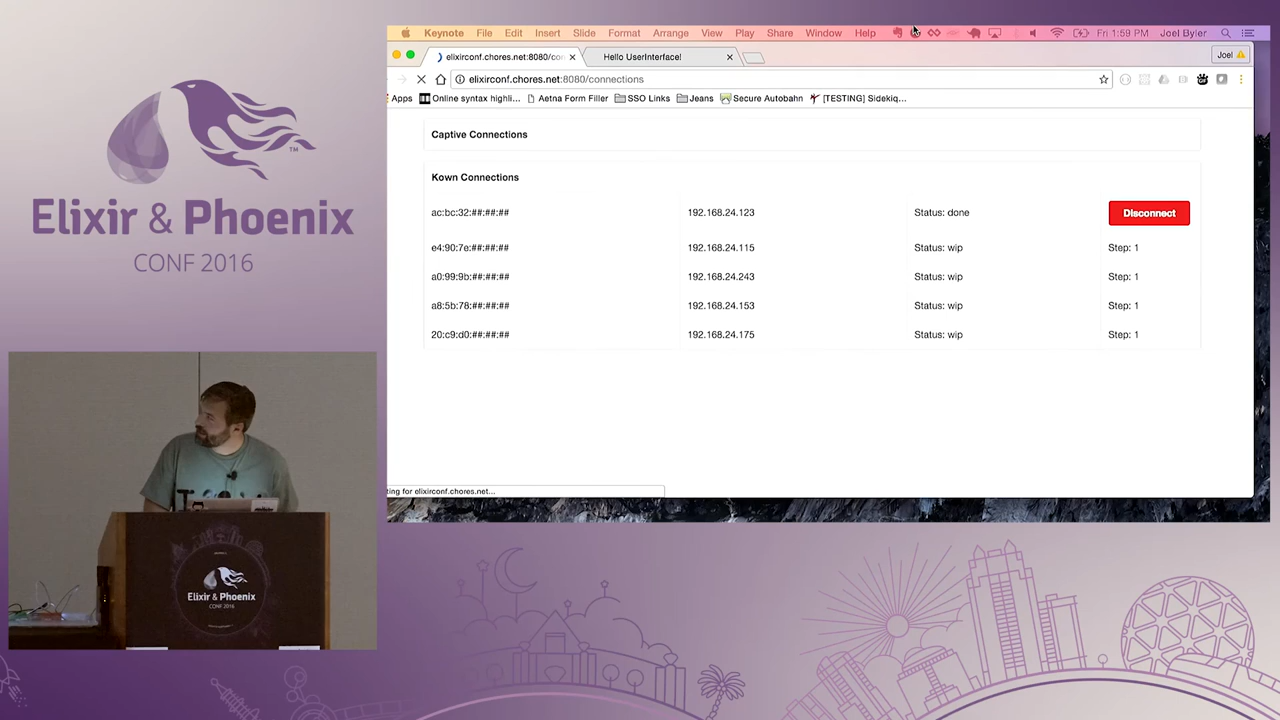 Elixir & Phoenix
TM
CONF 2016
Keynote File Edit Insert Slide Format Arrange View Play Share Window Help Fri 1:59 PM Joel Byler
elixirconf.chores.net:8080/co
Hello UserInterface!
Joel
elixirconf.chores.net:8080/connections
Apps Online syntax highli... Aetna Form Filler SSO Links Jeans Secure Autobahn [TESTING] Sidekiq...
Captive Connections
Kown Connections
ac:bc:32:##:##:## 192.168.24.123 Status: done Disconnect
e4:90:7e:##:##:## 192.168.24.115 Status: wip Step: 1
a0:99:9b:##:##:## 192.168.24.243 Status: wip Step: 1
a8:5b:78:##:##:## 192.168.24.153 Status: wip Step: 1
20:c9:d0:##:##:## 192.168.24.175 Status: wip Step: 1
ting for elixirconf.chores.net...
Elixir & Phoenix
CONF 2016